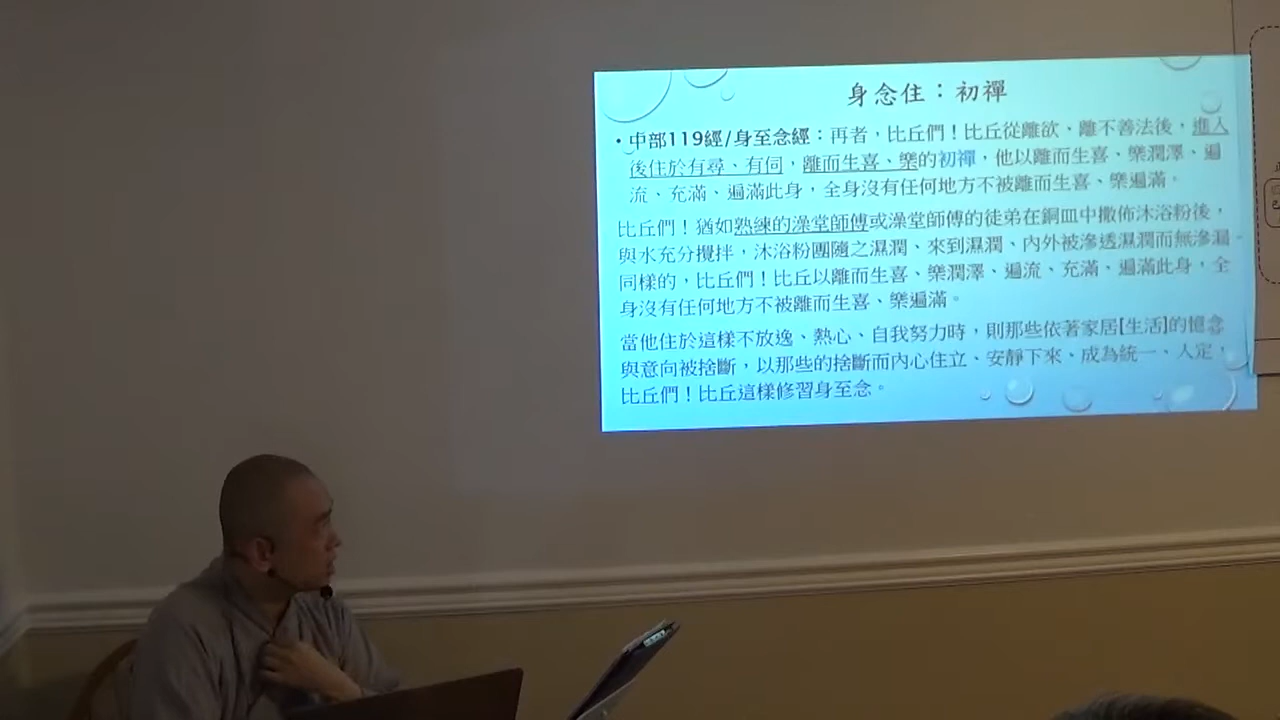 身念住：初禪
• 中部119經/身至念經：再者，比丘們！比丘從離欲、離不善法後，進入
後住於有尋、有伺，離而生喜、樂的初禪，他以離而生喜、樂潤澤、遍
流、充滿、遍滿此身，全身沒有任何地方不被離而生喜、樂遍滿。
比丘們！猶如熟練的澡堂師傅或澡堂師傅的徒弟在銅皿中撒佈沐浴粉後，
與水充分攪拌，沐浴粉團隨之濕潤、來到濕潤、內外被滲透濕潤而無滲漏。
同樣的，比丘們！比丘以離而生喜、樂潤澤、遍流、充滿、遍滿此身，全
身沒有任何地方不被離而生喜、樂遍滿。
當他住於這樣不放逸、熱心、自我努力時，則那些依著家居[生活]的憶念
與意向被捨斷，以那些的捨斷而內心住立、安靜下來、成為統一、入定，
比丘們！比丘這樣修習身至念。